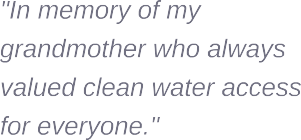 "In memory of my
grandmother who always
valued clean water access
for everyone."